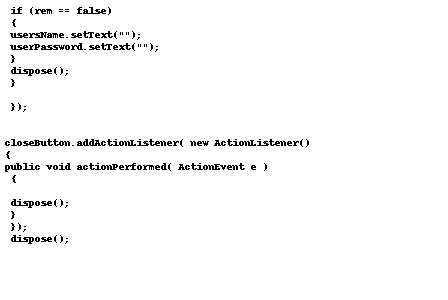 if (rem == false)
{
usersName.setText("");
userPassword.setText("");
}
dispose();
}
});
closeButton.addActionListener( new ActionListener()
{
public void actionPerformed( ActionEvent e )
{
dispose();
}
});
dispose();